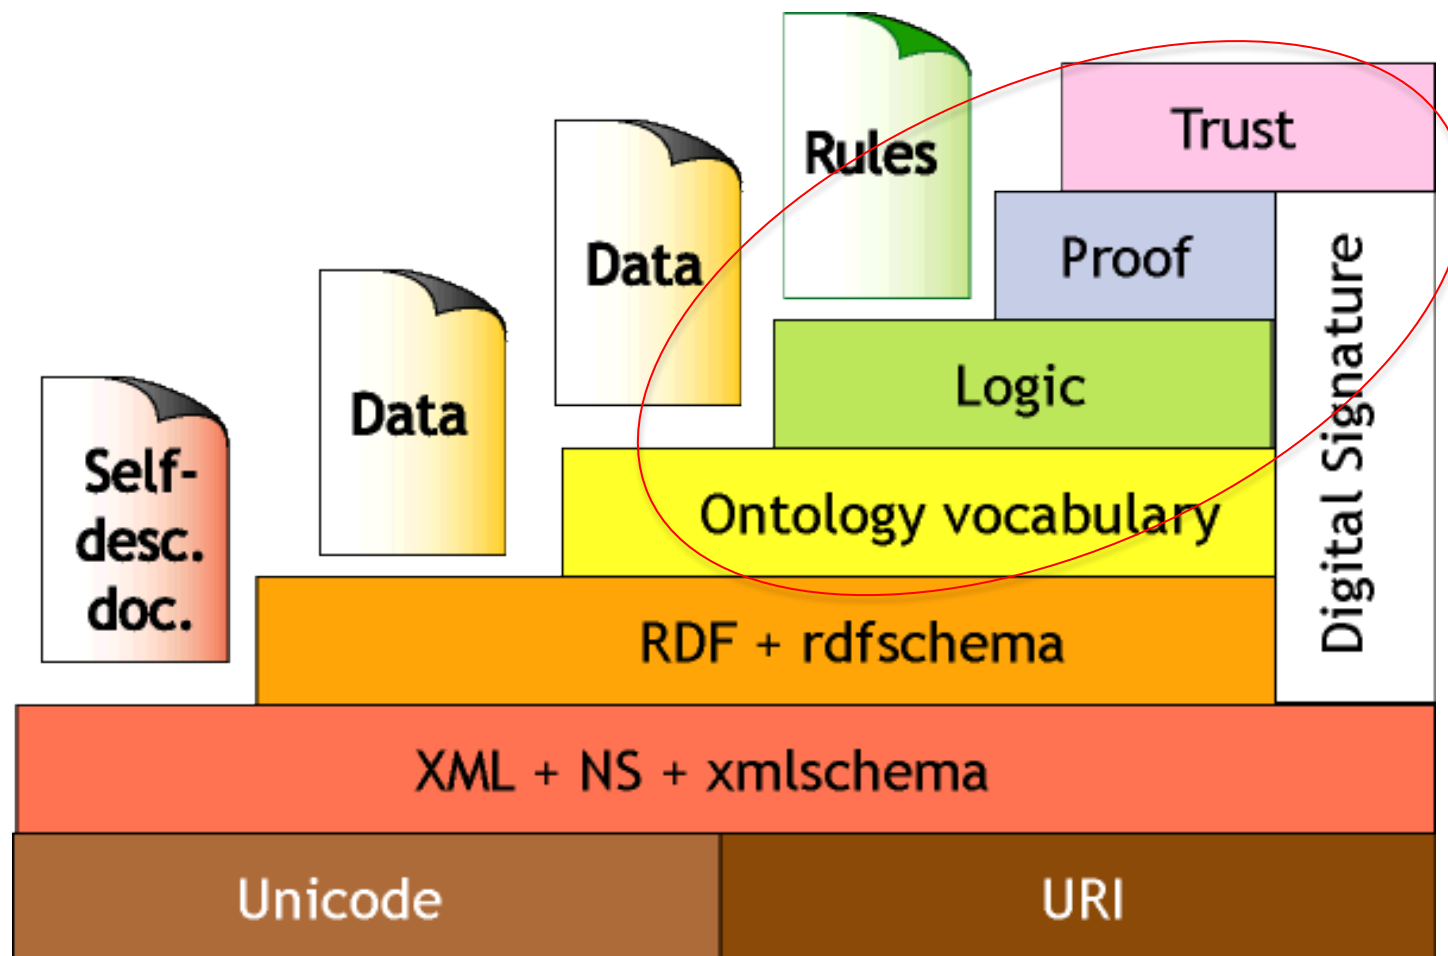 Rules
Trust
Data
Proof
Data
Logic
Digital Signature
Self-
desc.
doc.
Ontology vocabulary
RDF + rdfschema
XML + NS + xmlschema
Unicode
URI